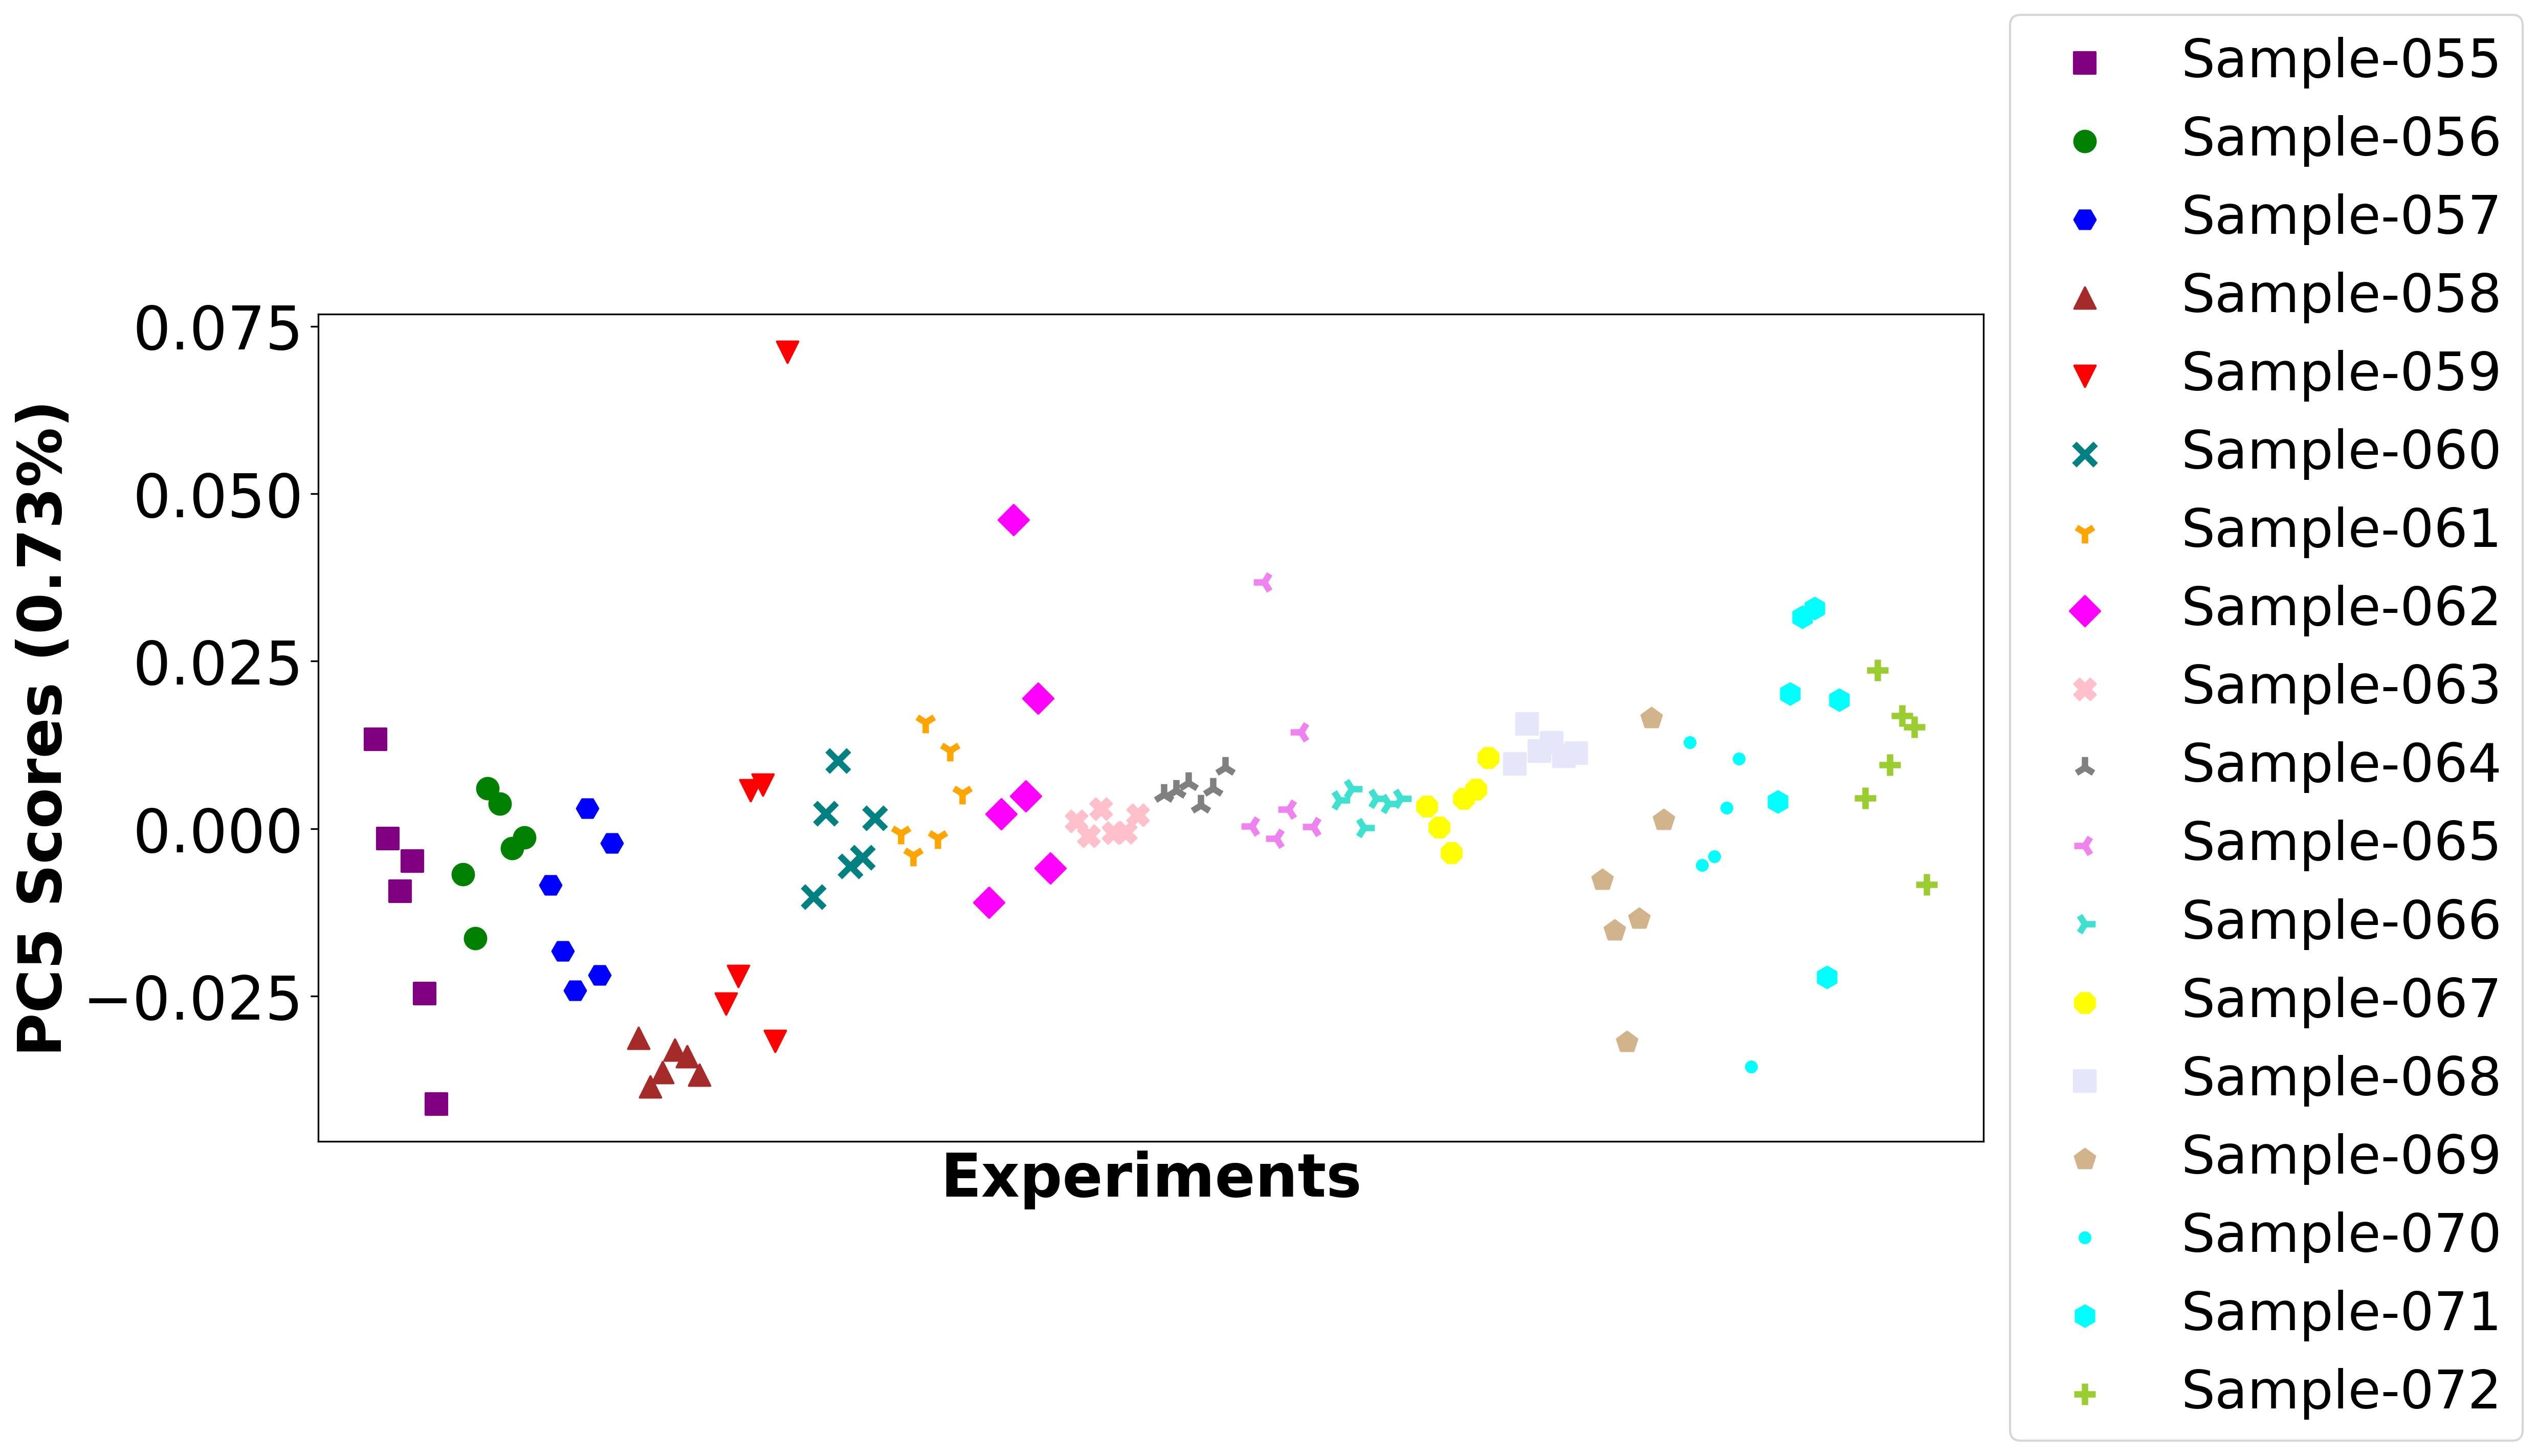 PC5 Scores (0.73%)
0.075
0.050
0.025
0.000
−0.025
Experiments
Sample-055
Sample-056
Sample-057
Sample-058
Sample-059
Sample-060
Sample-061
Sample-062
Sample-063
Sample-064
Sample-065
Sample-066
Sample-067
Sample-068
Sample-069
Sample-070
Sample-071
Sample-072